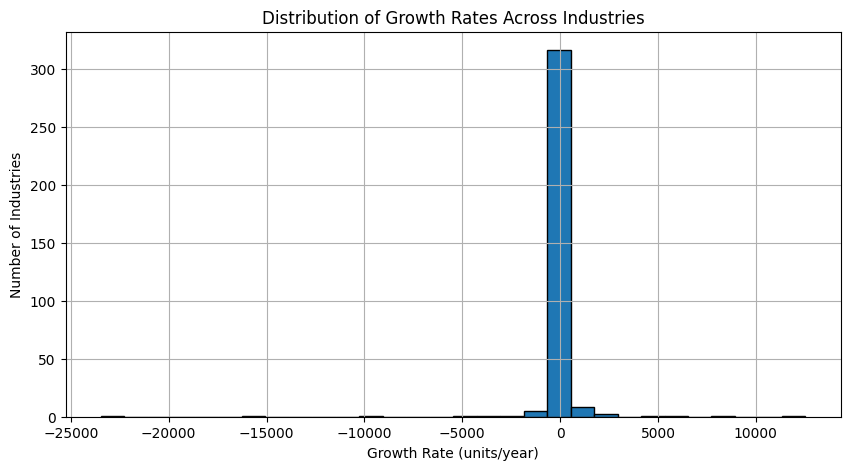 Distribution of Growth Rates Across Industries
300
250
200
150
100
50
0
Number of Industries
−25000 −20000 −15000 −10000 −5000 0 5000 10000
Growth Rate (units/year)